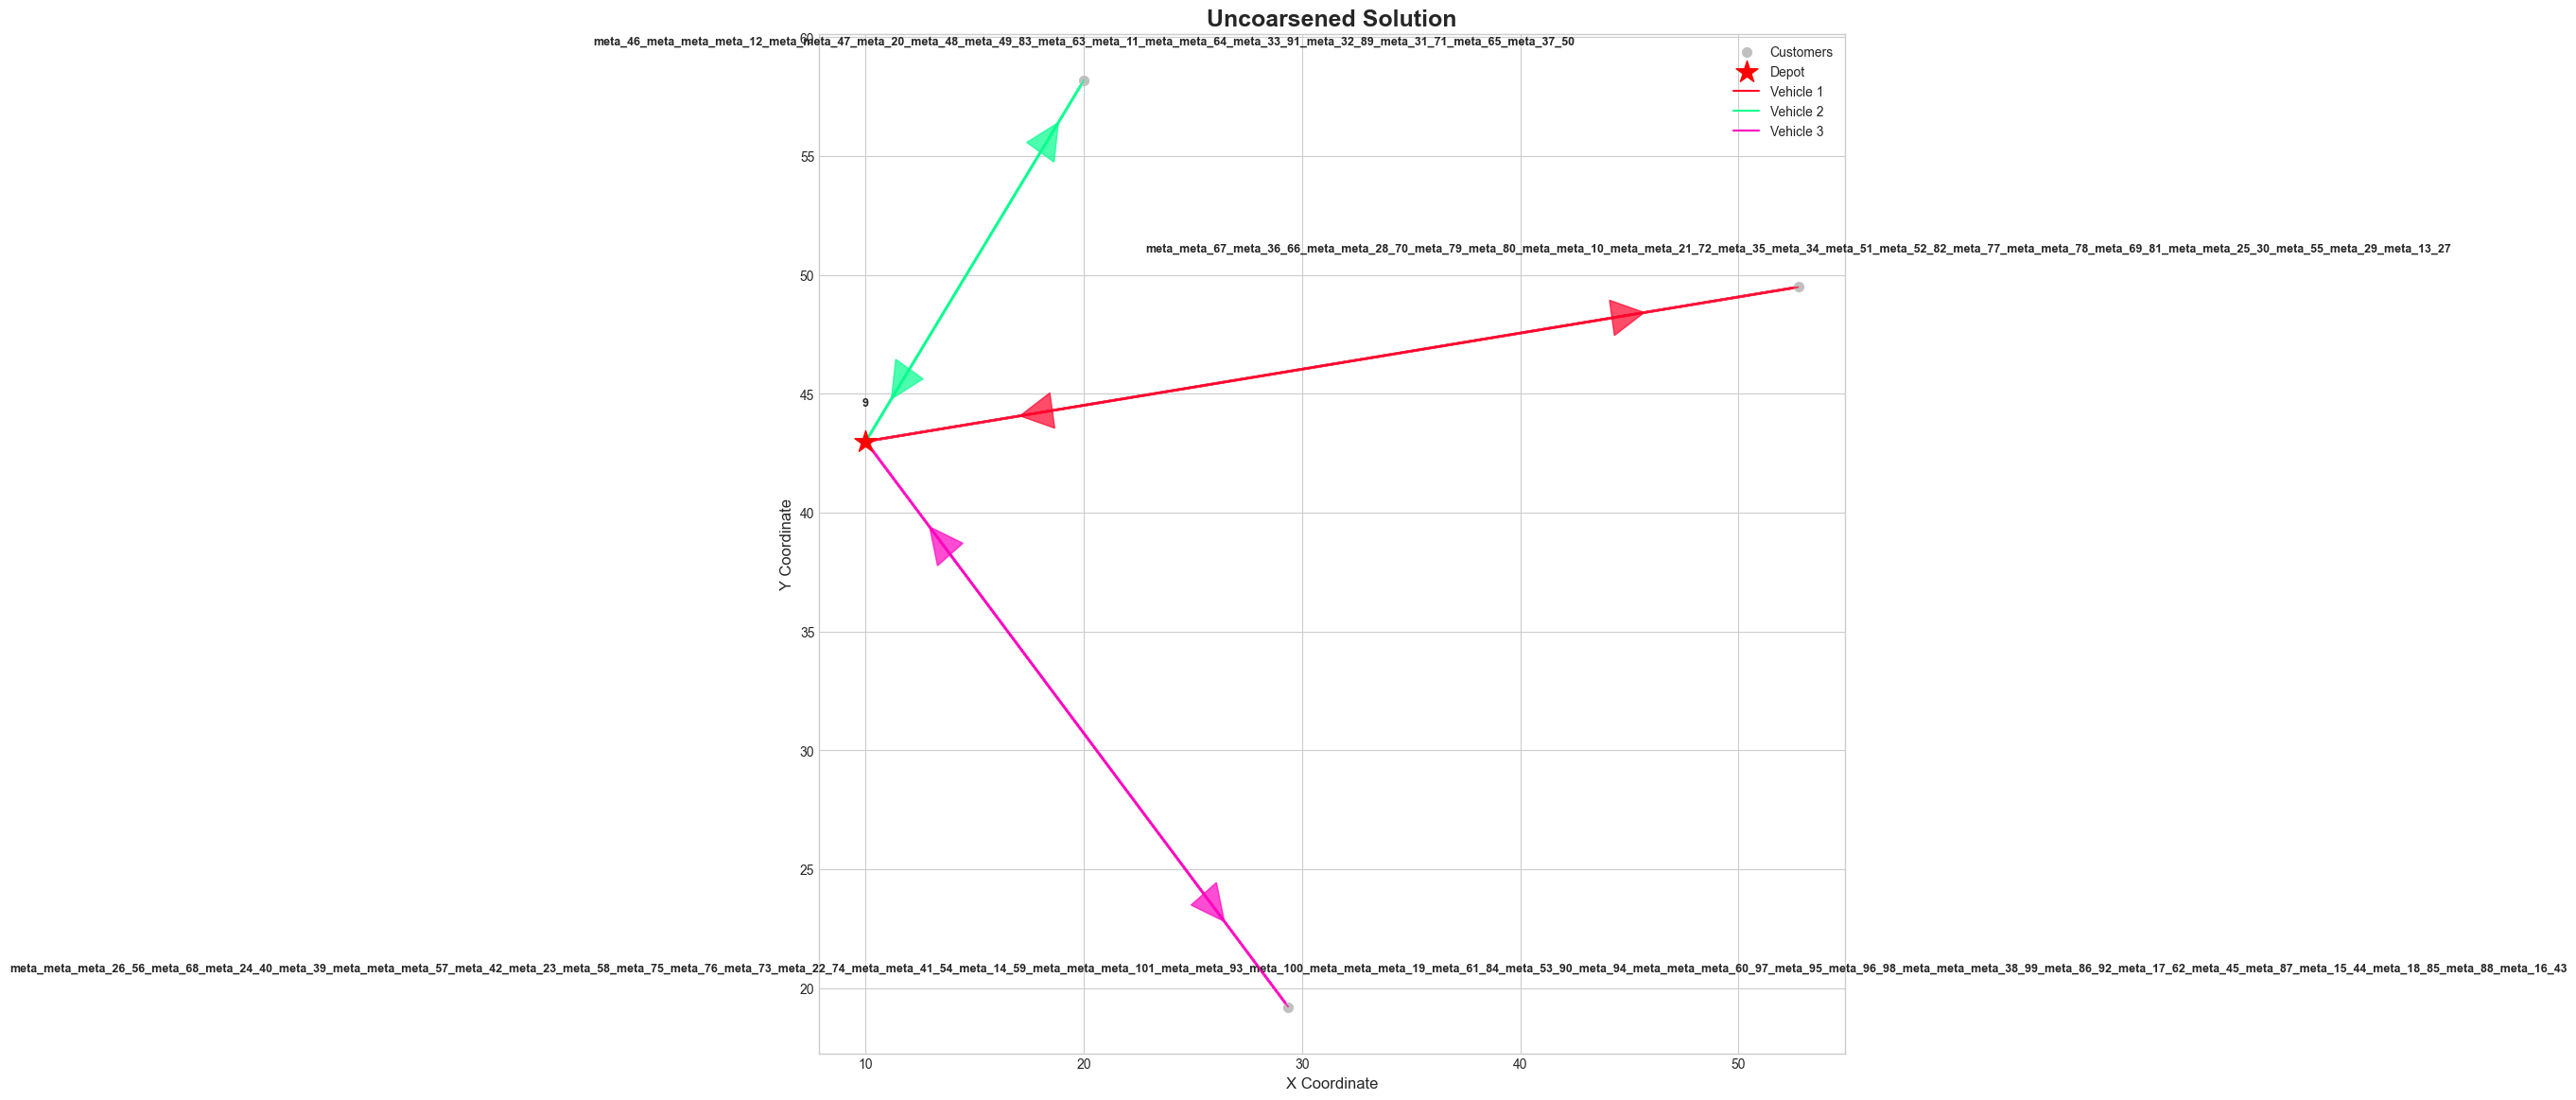 Uncoarsened Solution
meta_46_meta_meta_meta_12_meta_meta_47_meta_20_meta_48_meta_49_83_meta_63_meta_11_meta_meta_64_meta_33_91_meta_32_89_meta_31_71_meta_65_meta_37_50
Customers
Depot
Vehicle 1
Vehicle 2
Vehicle 3
60
55
meta_meta_67_meta_36_66_meta_meta_28_70_meta_79_meta_80_meta_meta_10_meta_meta_21_72_meta_35_meta_34_meta_51_meta_52_82_meta_77_meta_meta_78_meta_69_81_meta_meta_25_30_meta_55_meta_29_meta_13_27
50
45
9
40
35
30
25
meta_meta_meta_26_56_meta_68_meta_24_40_meta_39_meta_meta_meta_57_meta_42_meta_23_meta_58_meta_75_meta_76_meta_73_meta_22_74_meta_meta_41_54_meta_14_59_meta_meta_meta_101_meta_meta_93_meta_100_meta_meta_meta_19_meta_61_84_meta_53_90_meta_94_meta_meta_meta_60_97_meta_95_meta_96_98_meta_meta_meta_38_99_meta_86_92_meta_17_62_meta_45_meta_87_meta_15_44_meta_18_85_meta_88_meta_16_43
20
10
20
30
40
50
X Coordinate
Y Coordinate